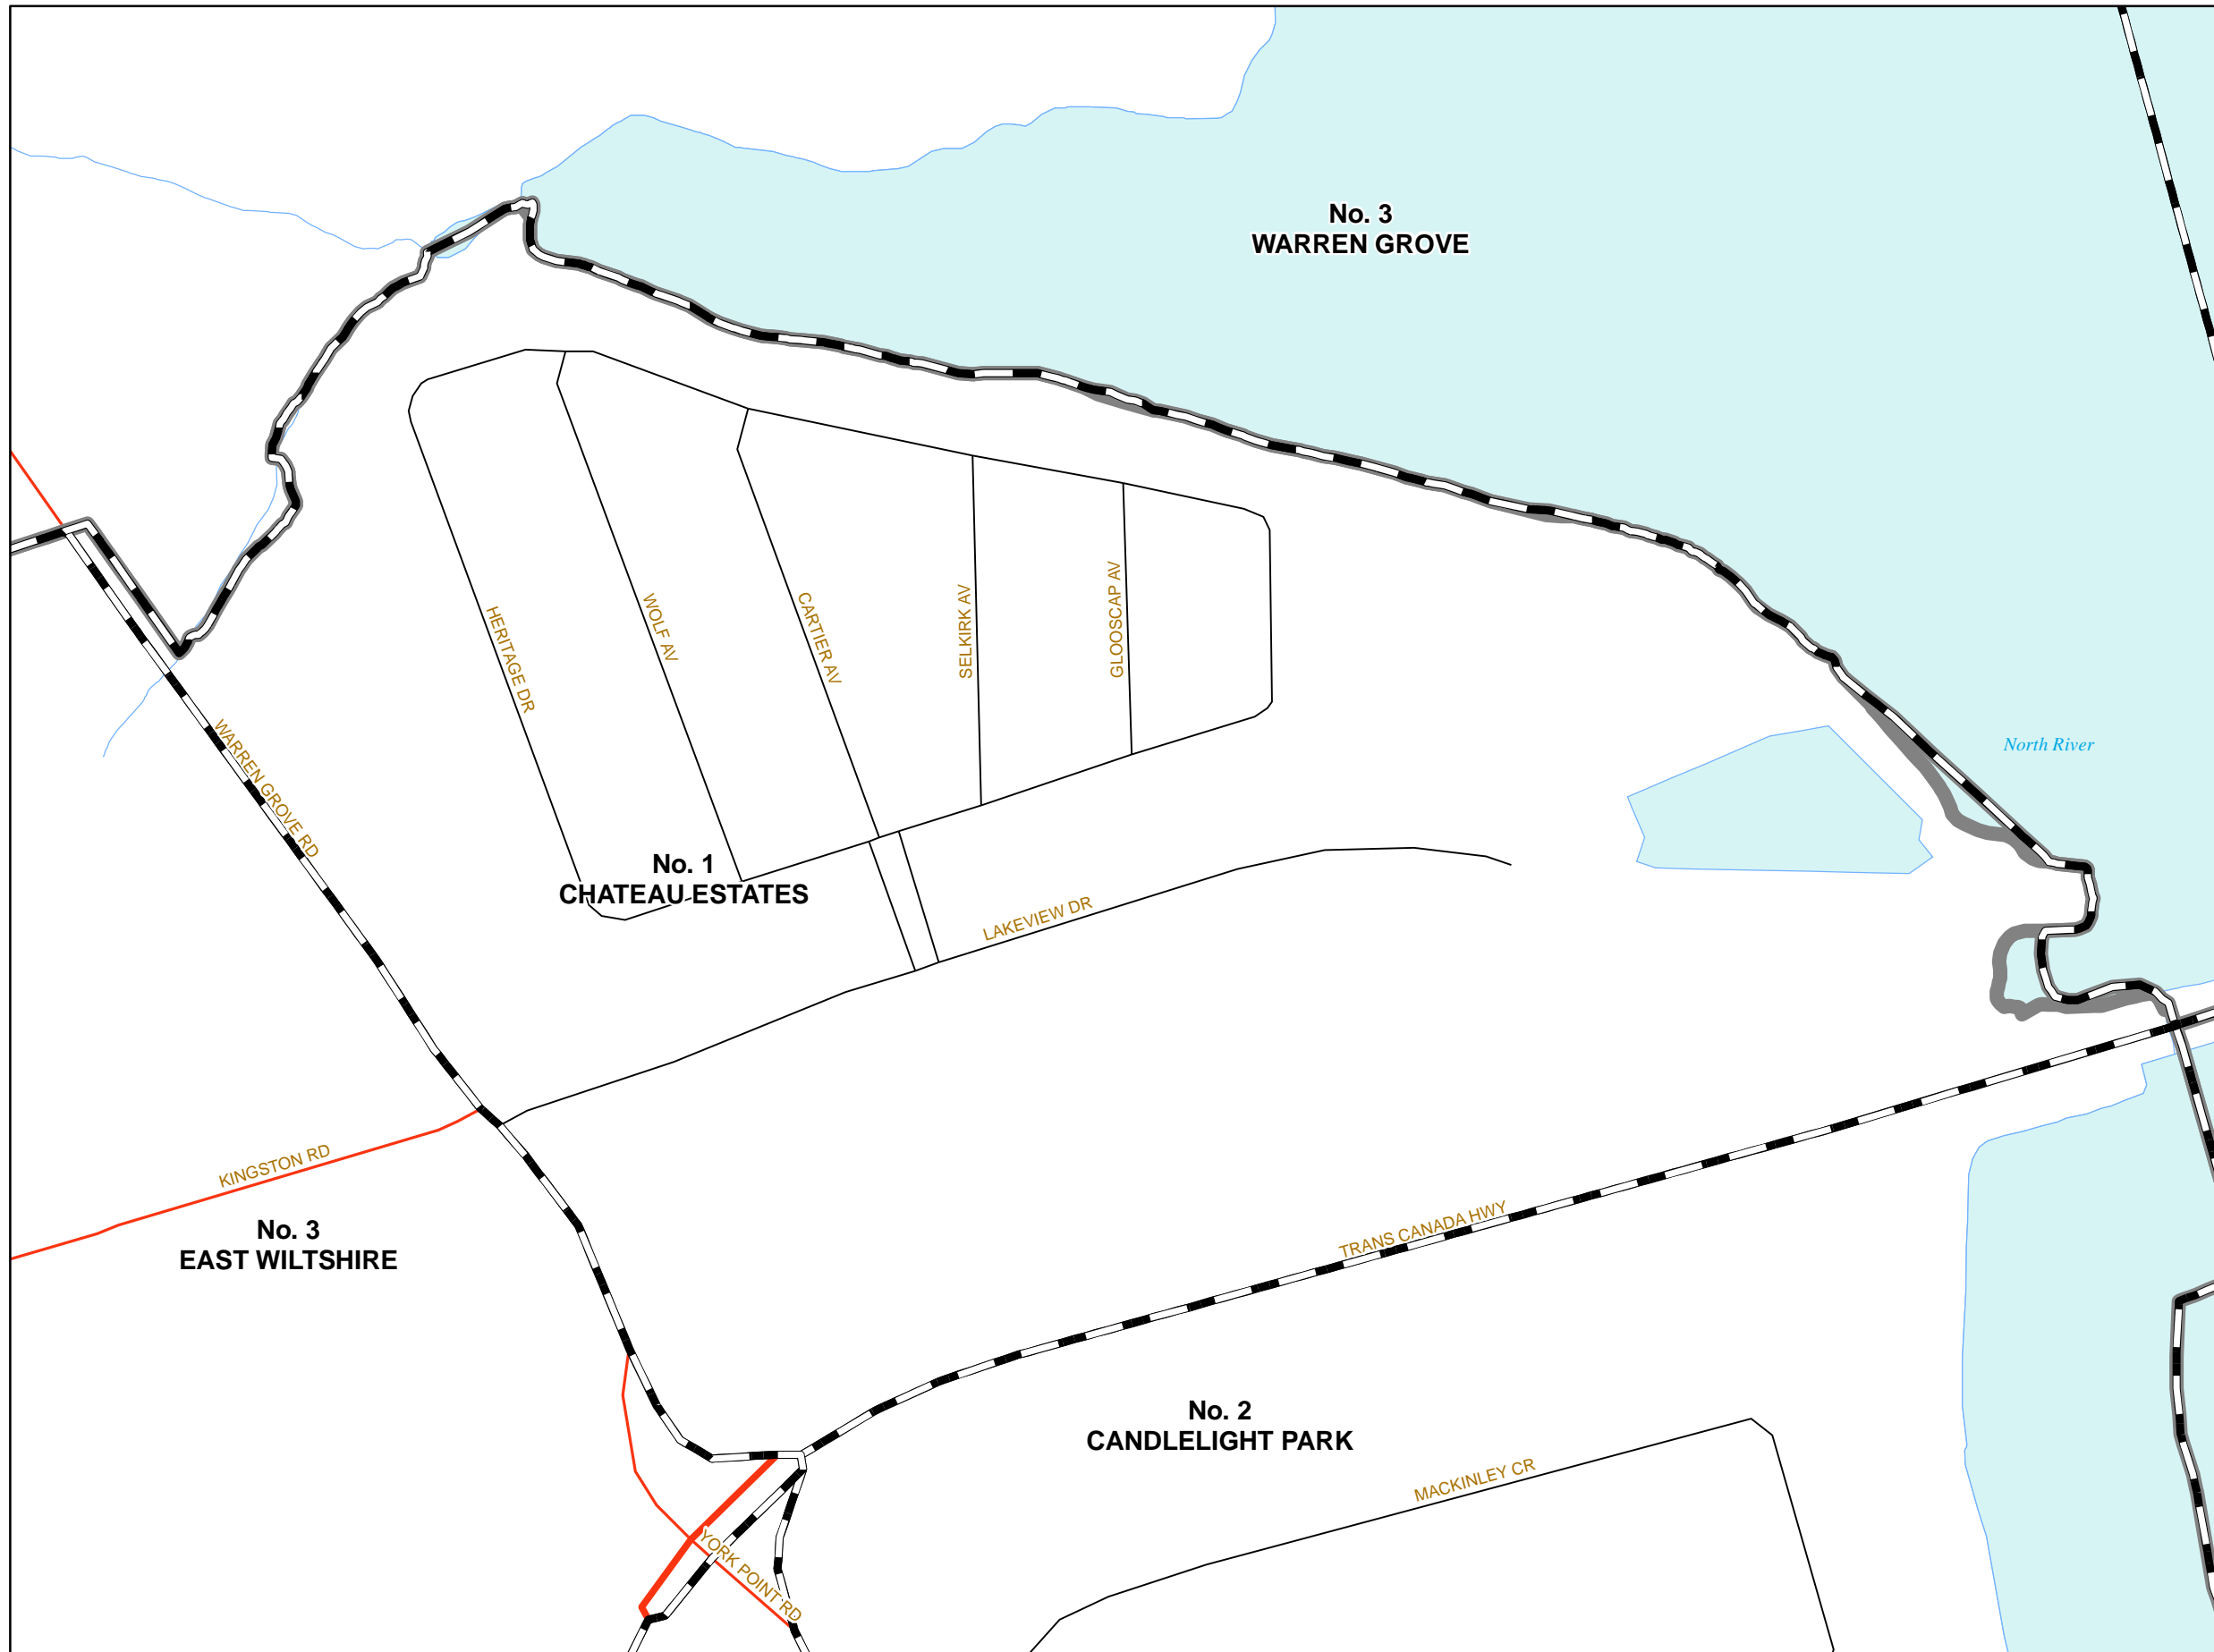 No. 3
WARREN GROVE
HERITAGE DR
WOLF AV
CARTIER AV
SELKIRK AV
GLOOSCAP AV
WARREN GROVE RD
North River
No. 1
CHATEAU ESTATES
LAKEVIEW DR
KINGSTON RD
No. 3
EAST WILTSHIRE
TRANS CANADA HWY
No. 2
CANDLELIGHT PARK
MACKINLEY CR
YORK POINT RD